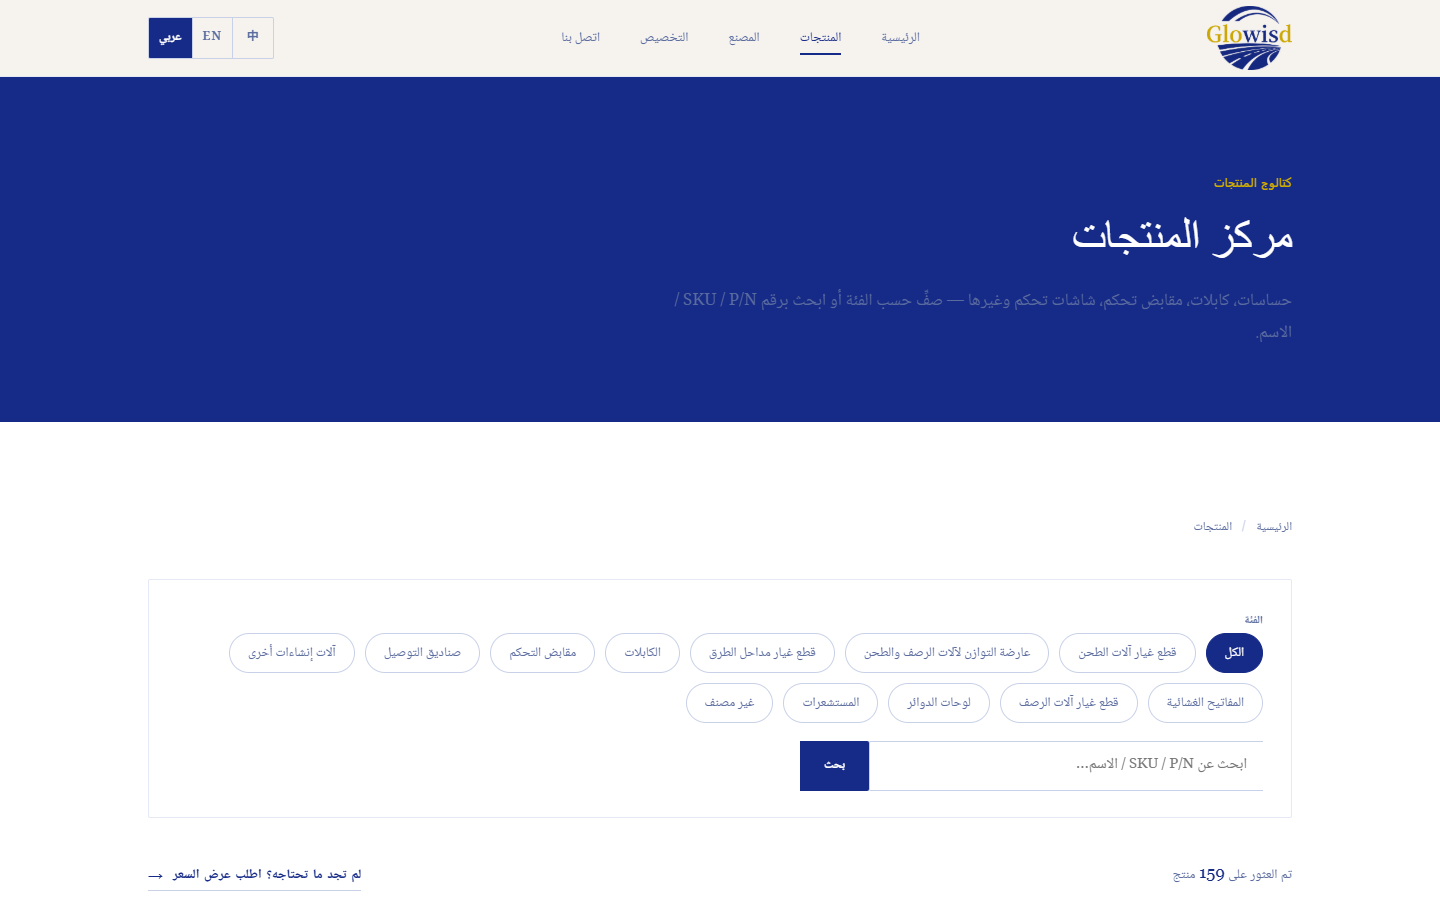 Glowisd
الرئيسية
المنتجات
المصنع
التخصيص
اتصل بنا
中
EN
عربي
كتالوج المنتجات
مركز المنتجات
حساسات، كابلات، مقابض تحكم، شاشات تحكم وغيرها — صفِّ حسب الفئة أو ابحث برقم SKU / P/N /
الاسم.
الرئيسية / المنتجات
الفئة
الكل
قطع غيار آلات الطحن
عارضة التوازن لآلات الرصف والطحن
قطع غيار مداحل الطرق
الكابلات
مقابض التحكم
صناديق التوصيل
آلات إنشاءات أخرى
المفاتيح الغشائية
قطع غيار آلات الرصف
لوحات الدوائر
المستشعرات
غير مصنف
ابحث عن SKU / P/N / الاسم...
بحث
تم العثور على 159 منتج
لم تجد ما تحتاجه؟ اطلب عرض السعر →